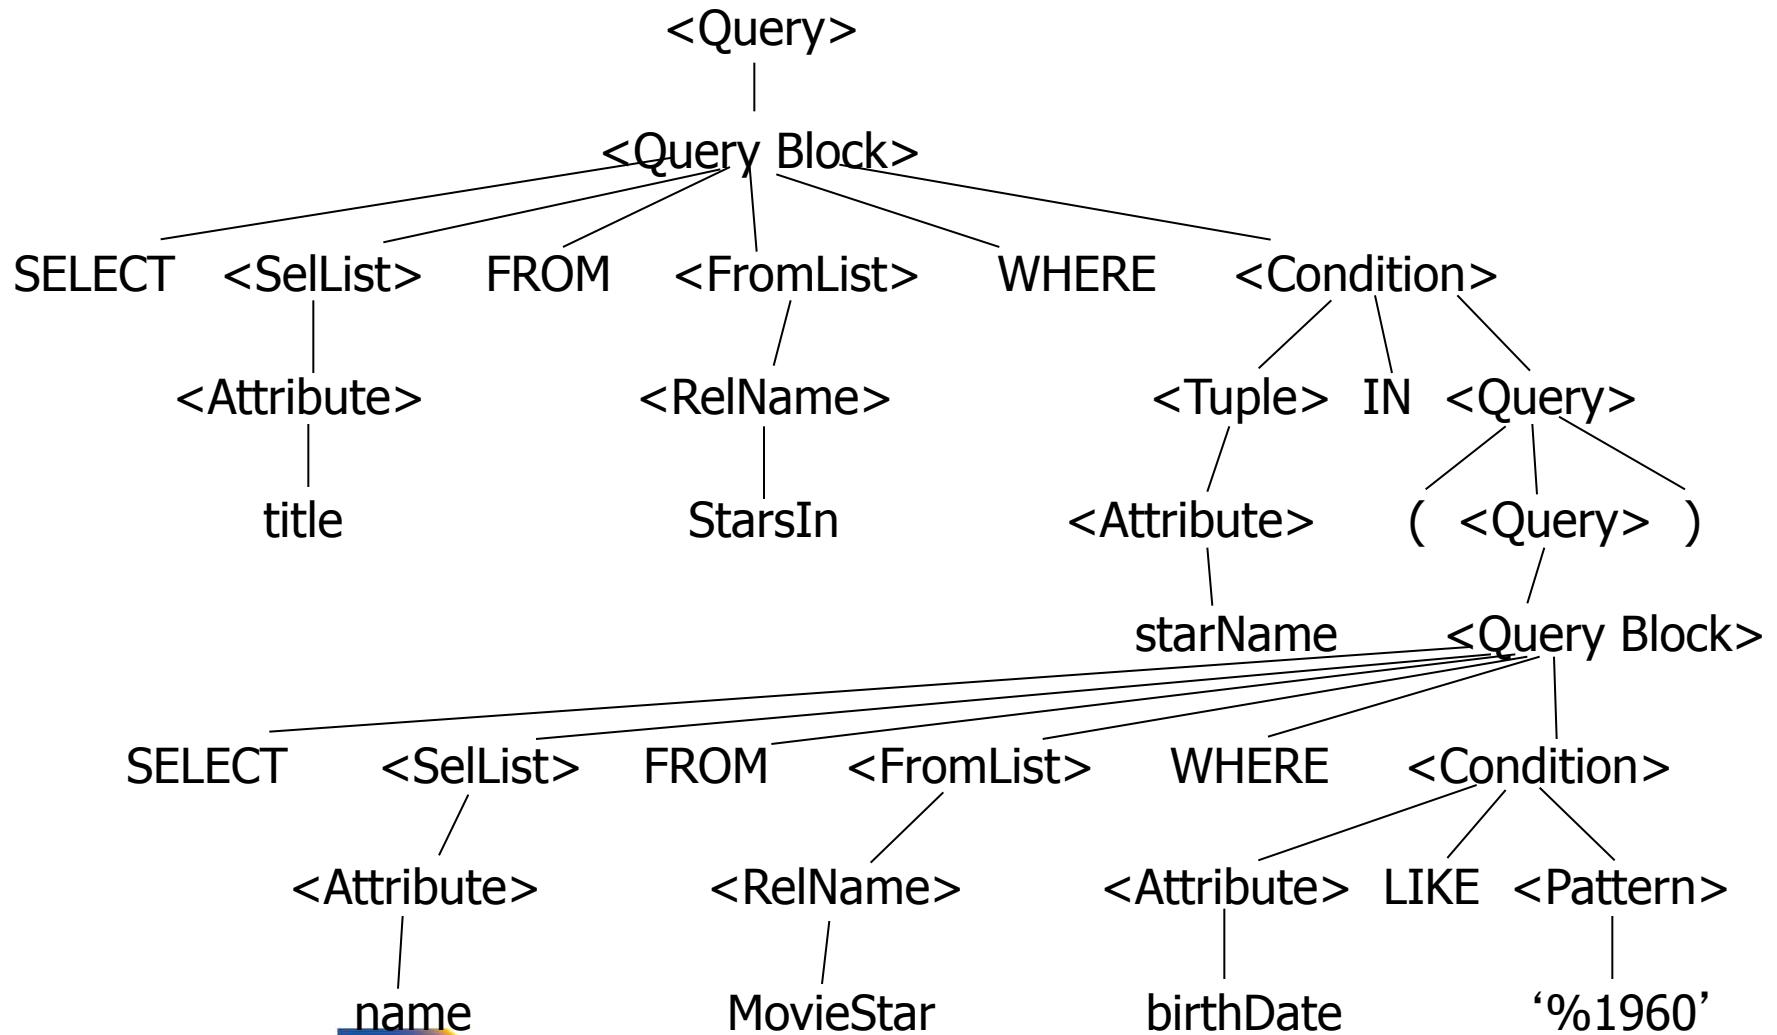 <Query>
<Query Block>
SELECT <SelList> FROM <FromList> WHERE <Condition>
<Attribute> <RelName> <Tuple> IN <Query>
title StarsIn <Attribute> ( <Query> )
starName <Query Block>
SELECT <SelList> FROM <FromList> WHERE <Condition>
<Attribute> <RelName> <Attribute> LIKE <Pattern>
name MovieStar birthDate ‘%1960’